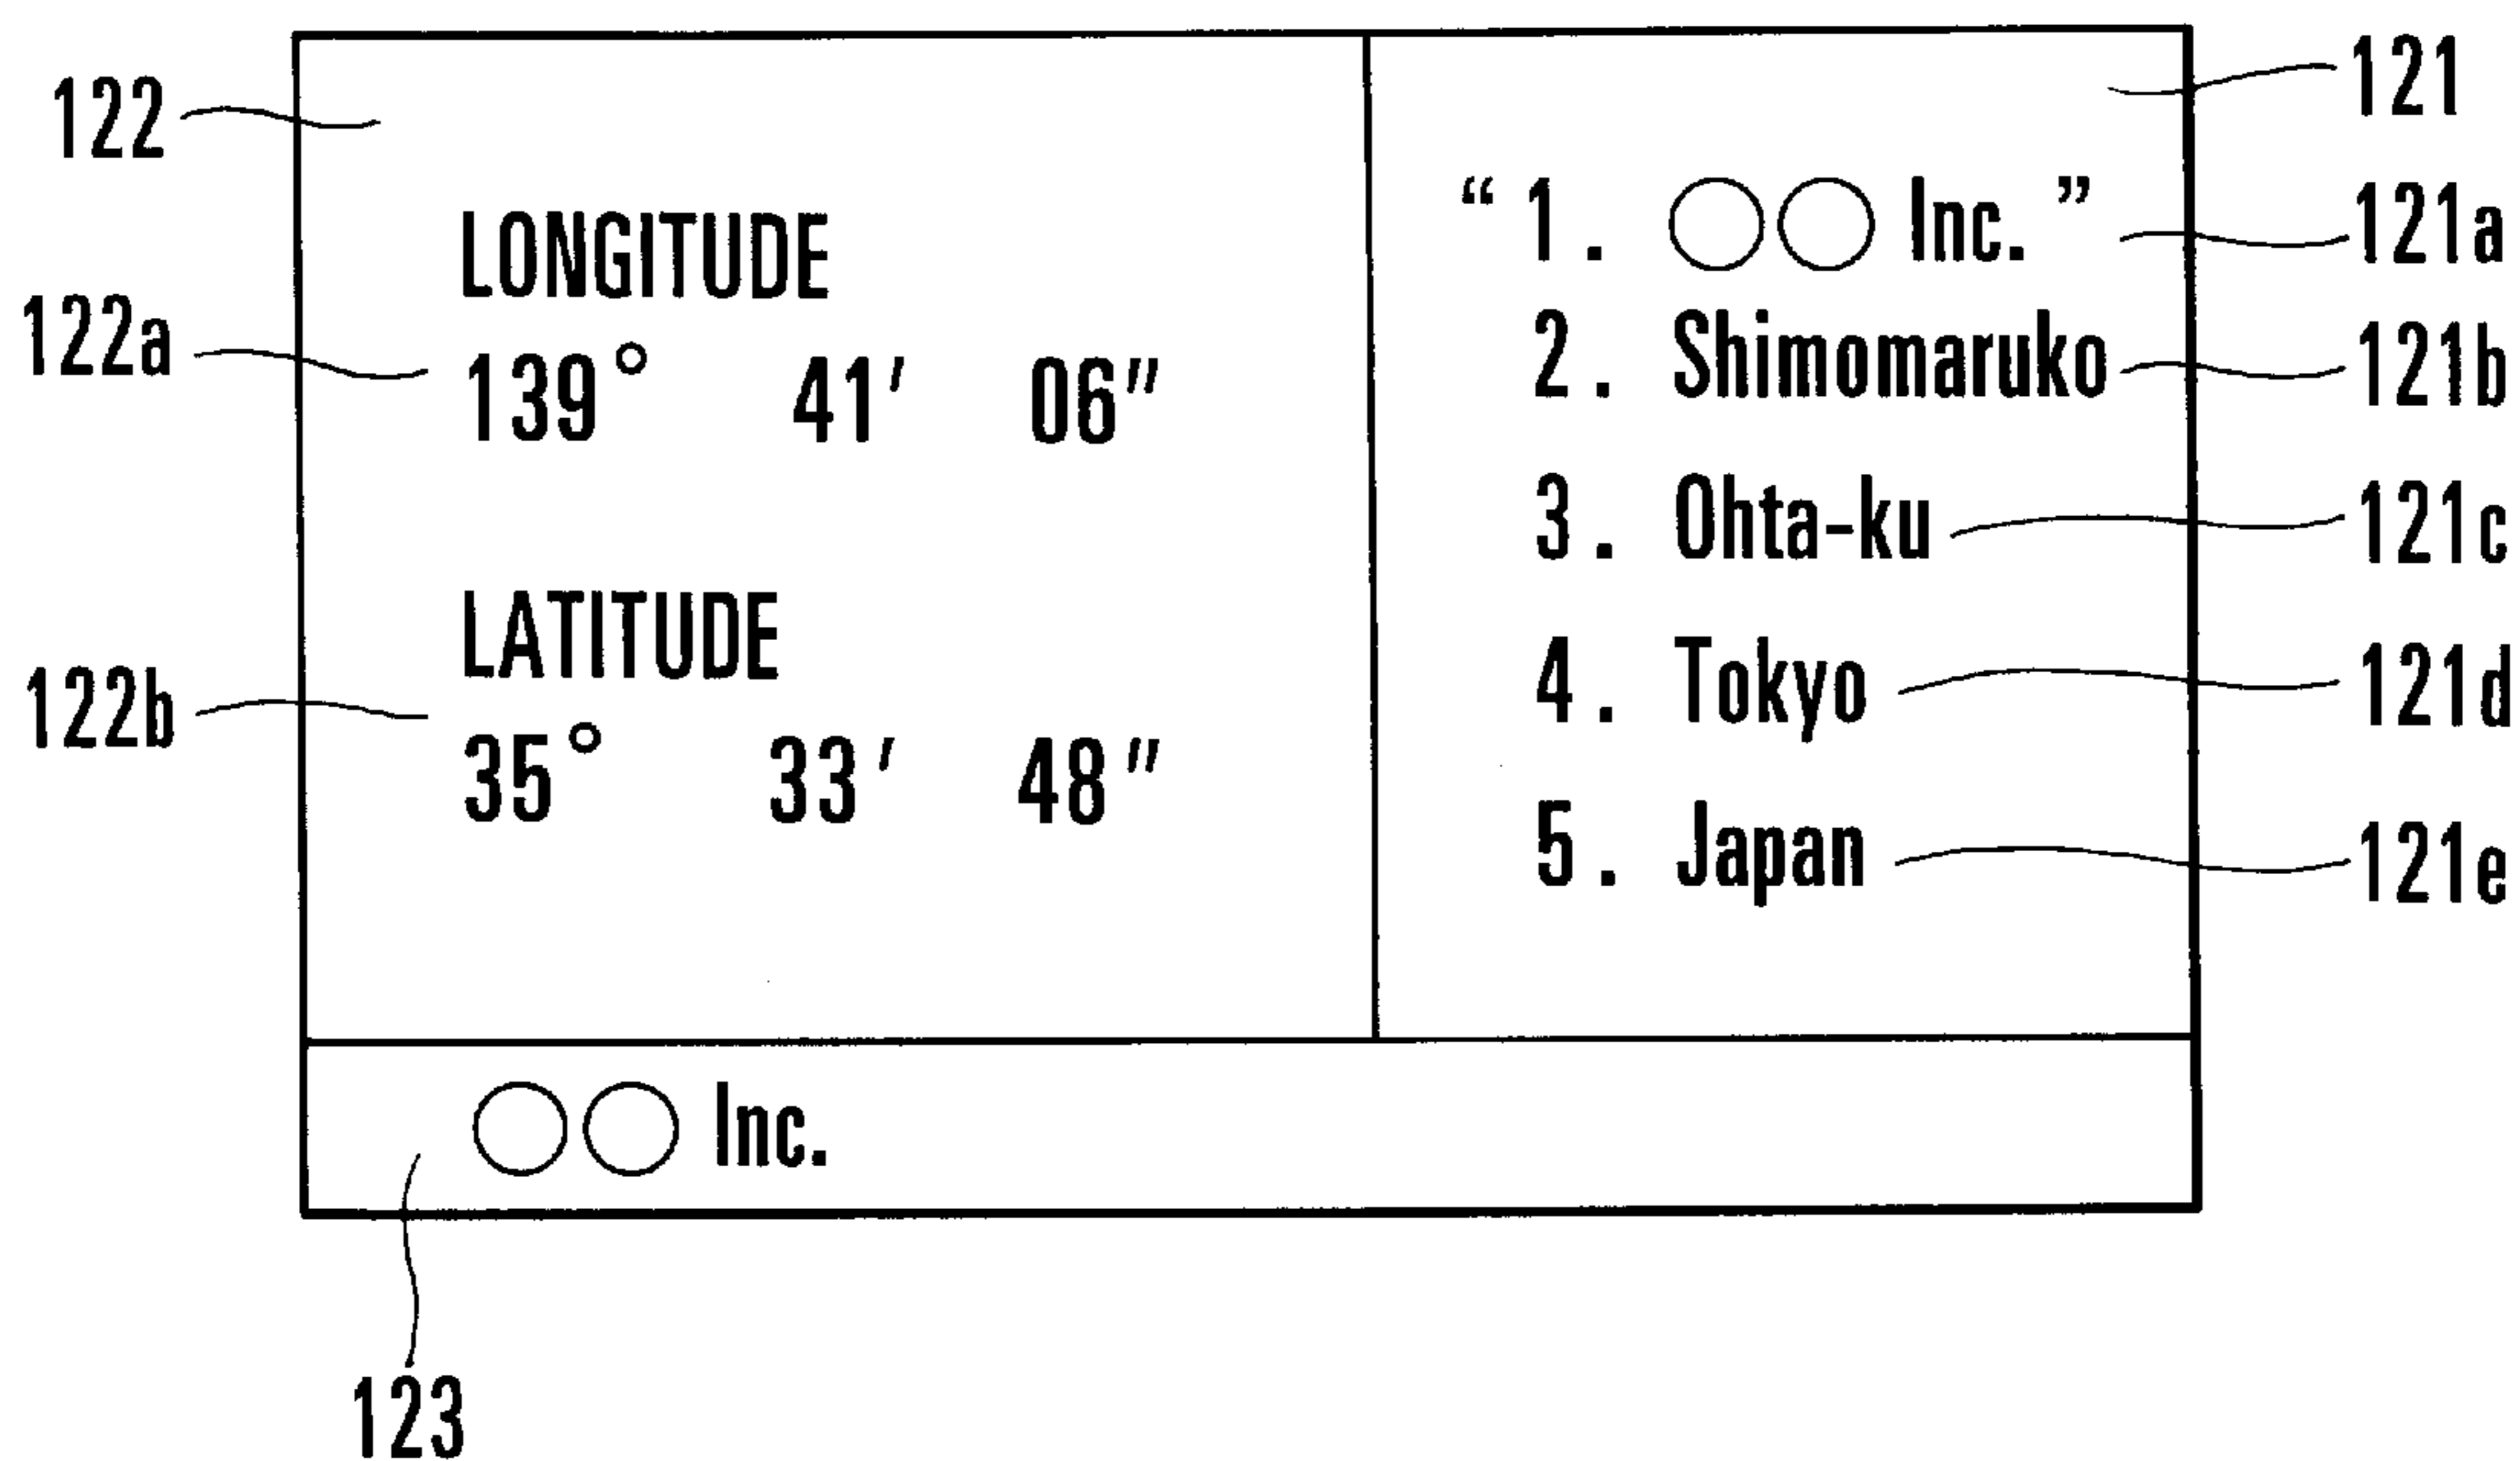 122
LONGITUDE
122a
139° 41′ 06″
LATITUDE
122b
35° 33′ 48″
121
“ 1. ○○ Inc. ”
121a
2. Shimomaruko
121b
3. Ohta-ku
121c
4. Tokyo
121d
5. Japan
121e
○○ Inc.
123